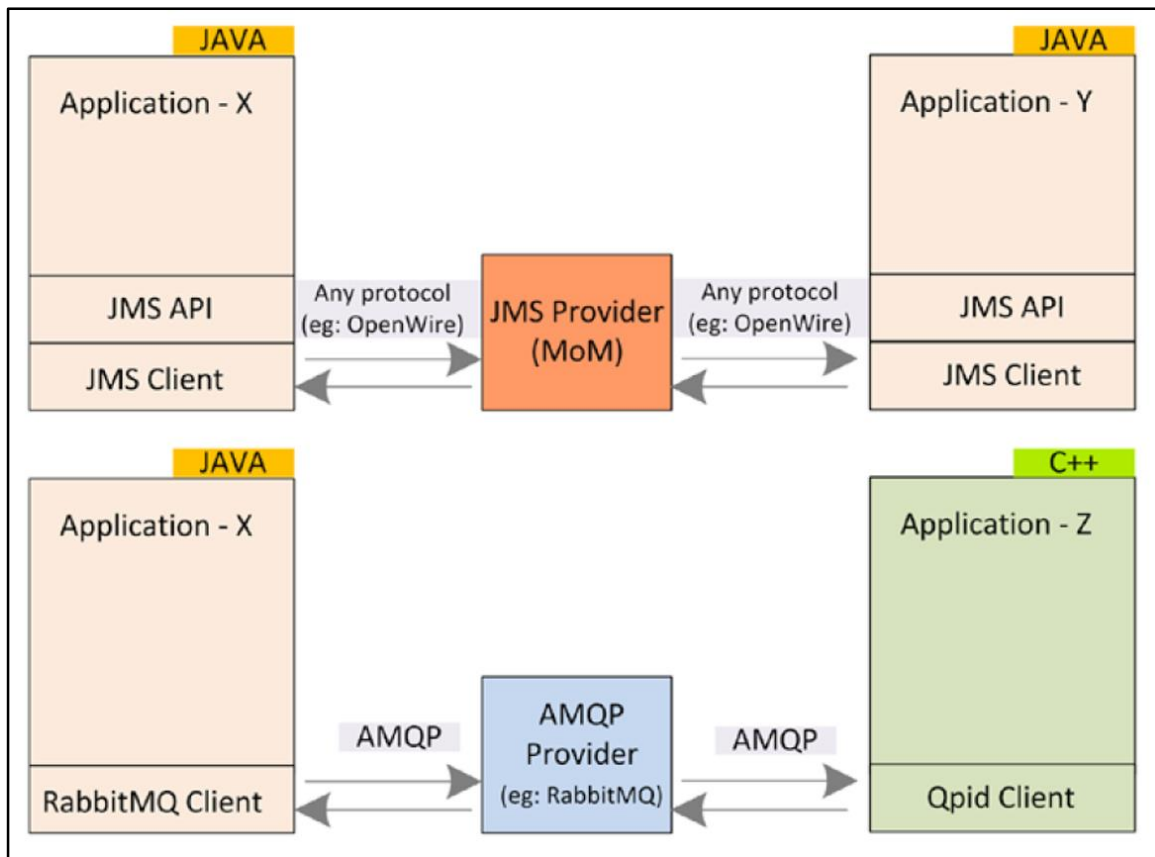 JAVA
Application - X
JMS API
JMS Client
Any protocol
(eg: OpenWire)
JMS Provider
(MoM)
Any protocol
(eg: OpenWire)
JAVA
Application - Y
JMS API
JMS Client
JAVA
Application - X
RabbitMQ Client
AMQP
AMQP
Provider
(eg: RabbitMQ)
AMQP
C++
Application - Z
Qpid Client